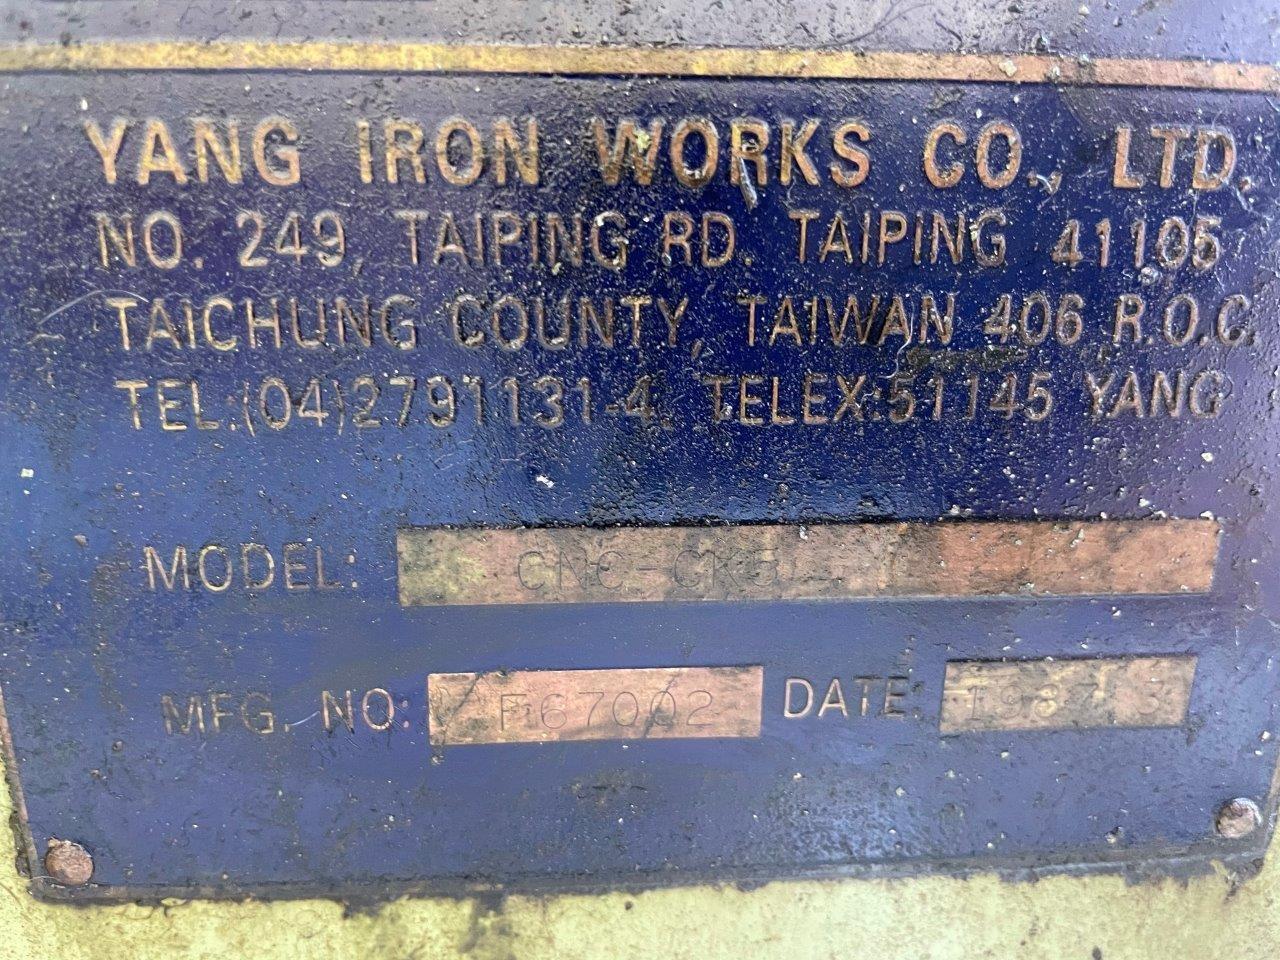 YANG IRON WORKS CO., LTD.
NO. 249, TAIPING RD. TAIPING 41105
TAICHUNG COUNTY, TAIWAN 406 R.O.C.
TEL:(04)2791131-4. TELEX:51145 YANG
MODEL:
MFG. NO: F67002 DATE: